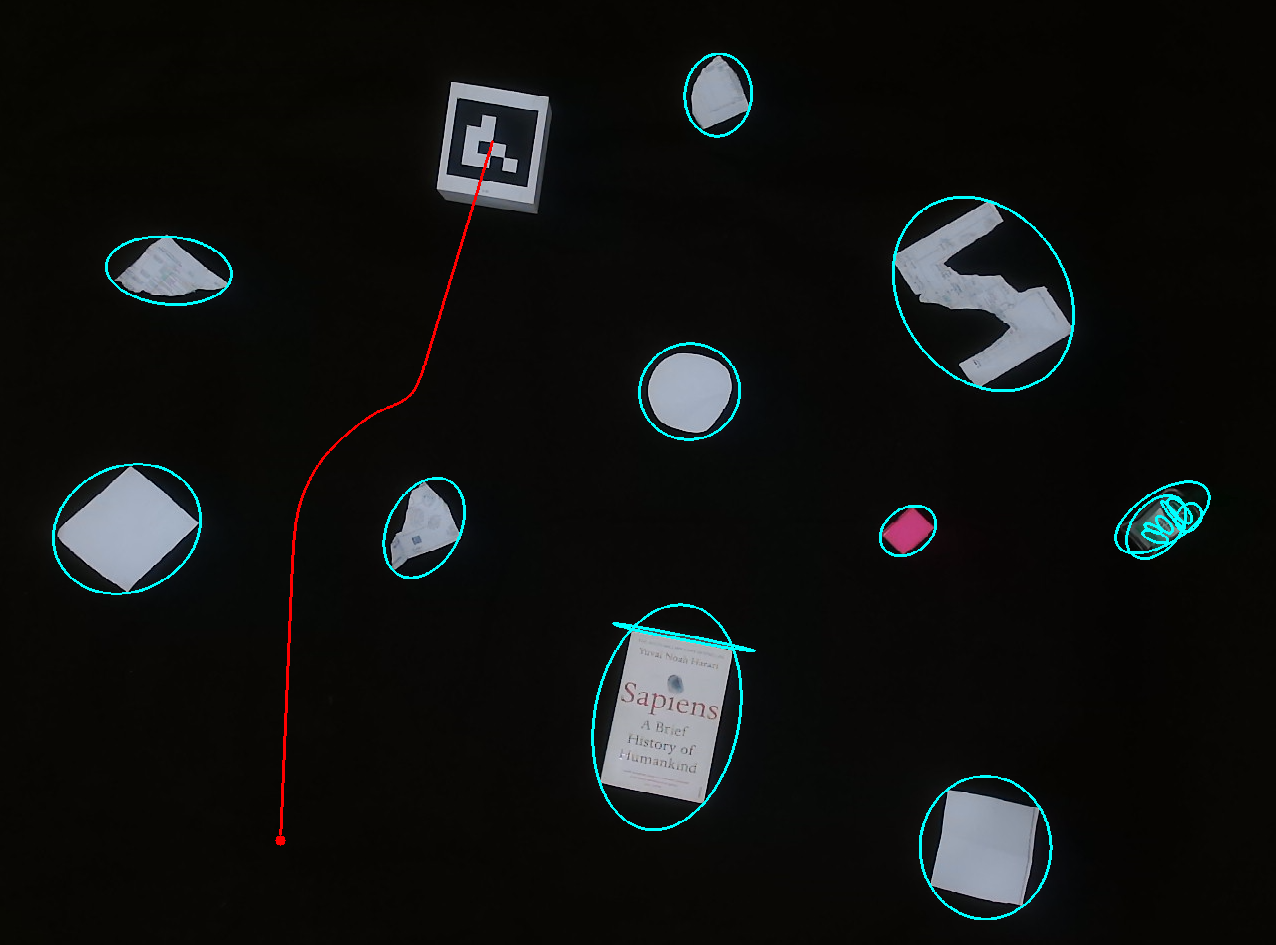 Yuval Noah Harari
Sapiens
A Brief
History of
Humankind